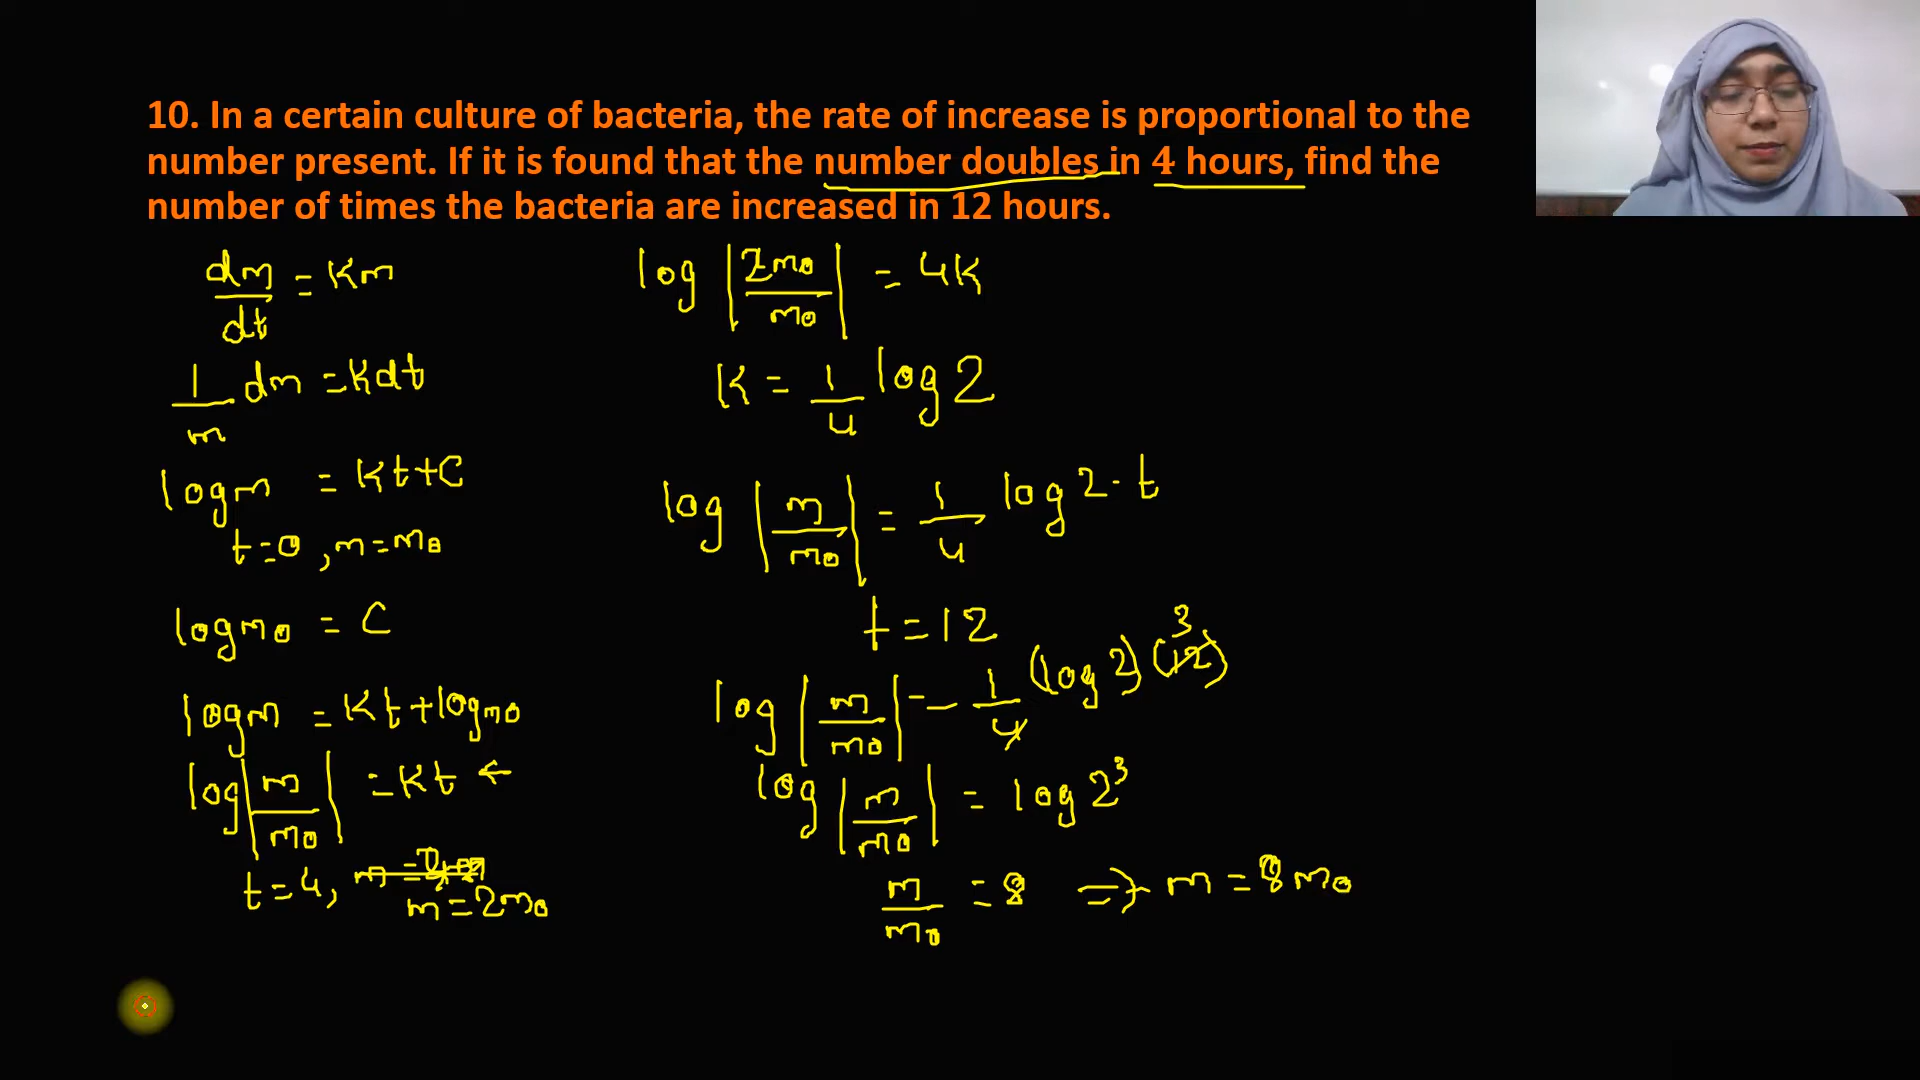 10. In a certain culture of bacteria, the rate of increase is proportional to the
number present. If it is found that the number doubles in 4 hours, find the
number of times the bacteria are increased in 12 hours.
dm/dt = Km
1/m dm = kdt
log m = Kt+C
t=0, m=m0
log m0 = C
log m = Kt+log m0
log |m/m0| = Kt ←
t=4,
m=2m0
log |2m0/m0| = 4K
K = 1/4 log 2
log |m/m0| = 1/4 log 2 · t
t=12
log |m/m0| = 1/4 (log 2) (12) 3
log |m/m0| = log 2³
m/m0 = 8 ⇒ m = 8m0